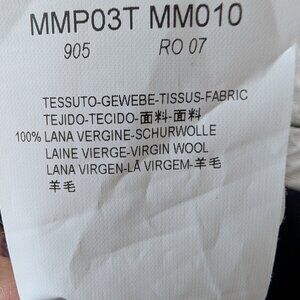 MMP03T MM010
905 RO 07
TESSUTO-GEWEBE-TISSUS-FABRIC
TEJIDO-TECIDO-面料-面料
100% LANA VERGINE-SCHURWOLLE
LAINE VIERGE-VIRGIN WOOL
LANA VIRGEN-LÃ VIRGEM-羊毛
羊毛